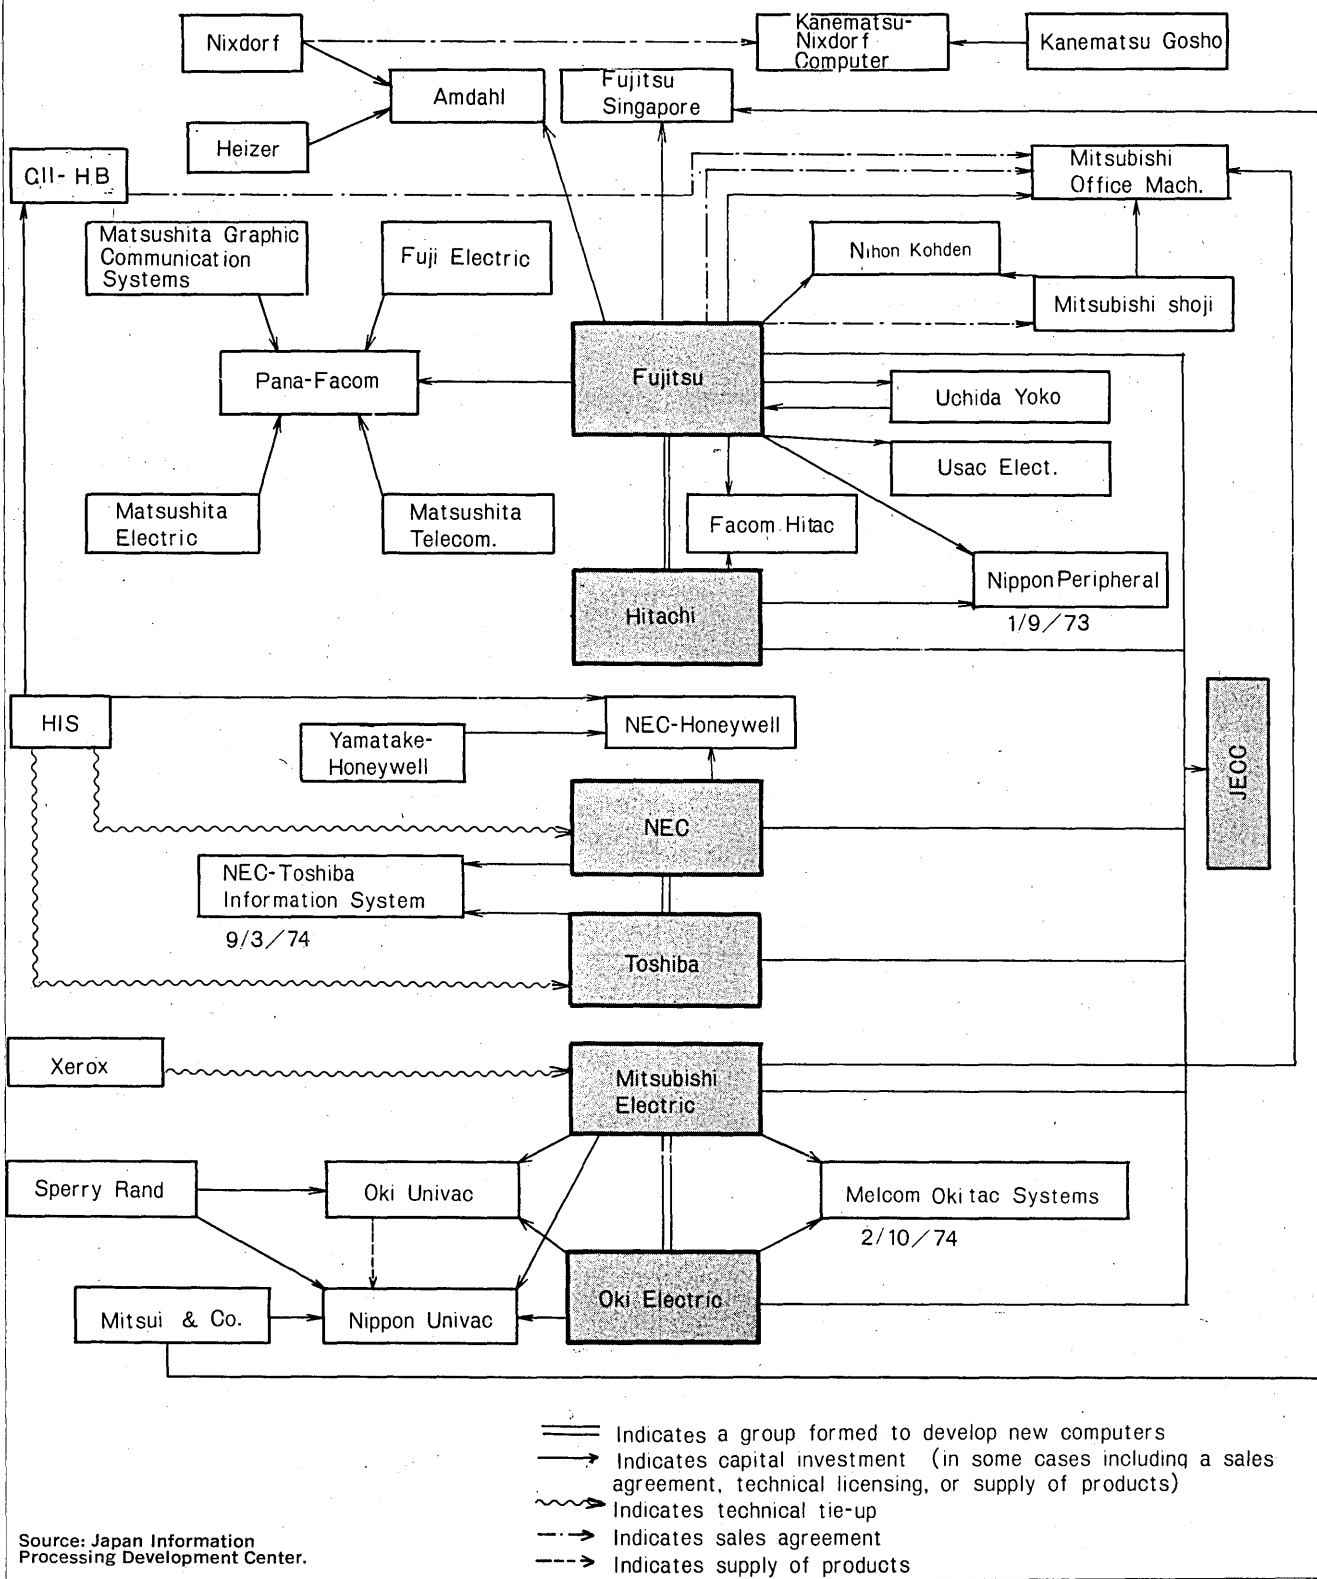 Nixdorf
Kanematsu-
Nixdorf
Computer
Kanematsu Gosho
Amdahl
Fujitsu
Singapore
Heizer
CII-HB
Mitsubishi
Office Mach.
Matsushita Graphic
Communication
Systems
Fuji Electric
Nihon Kohden
Mitsubishi shoji
Pana-Facom
Fujitsu
Uchida Yoko
Usac Elect.
Matsushita
Electric
Matsushita
Telecom.
Facom Hitac
Nippon Peripheral
1/9/73
Hitachi
HIS
NEC-Honeywell
Yamatake-
Honeywell
JECC
NEC
NEC-Toshiba
Information System
9/3/74
Toshiba
Xerox
Mitsubishi
Electric
Sperry Rand
Oki Univac
Melcom Okitac Systems
2/10/74
Mitsui & Co.
Nippon Univac
Oki Electric
Indicates a group formed to develop new computers
Indicates capital investment (in some cases including a sales
agreement, technical licensing, or supply of products)
Indicates technical tie-up
Indicates sales agreement
Indicates supply of products
Source: Japan Information
Processing Development Center.